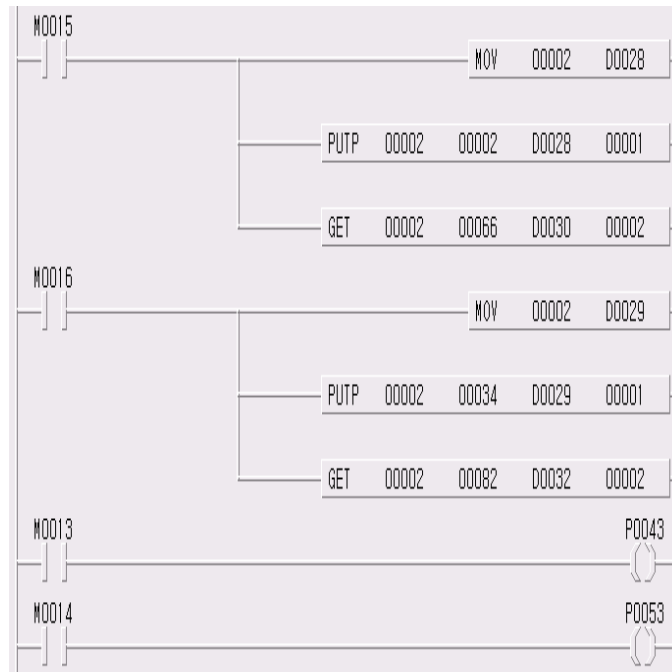 M0015
MOV 00002 D0028
PUTP 00002 00002 D0028 00001
GET 00002 00066 D0030 00002
M0016
MOV 00002 D0029
PUTP 00002 00034 D0029 00001
GET 00002 00082 D0032 00002
M0013 P0043
M0014 P0053